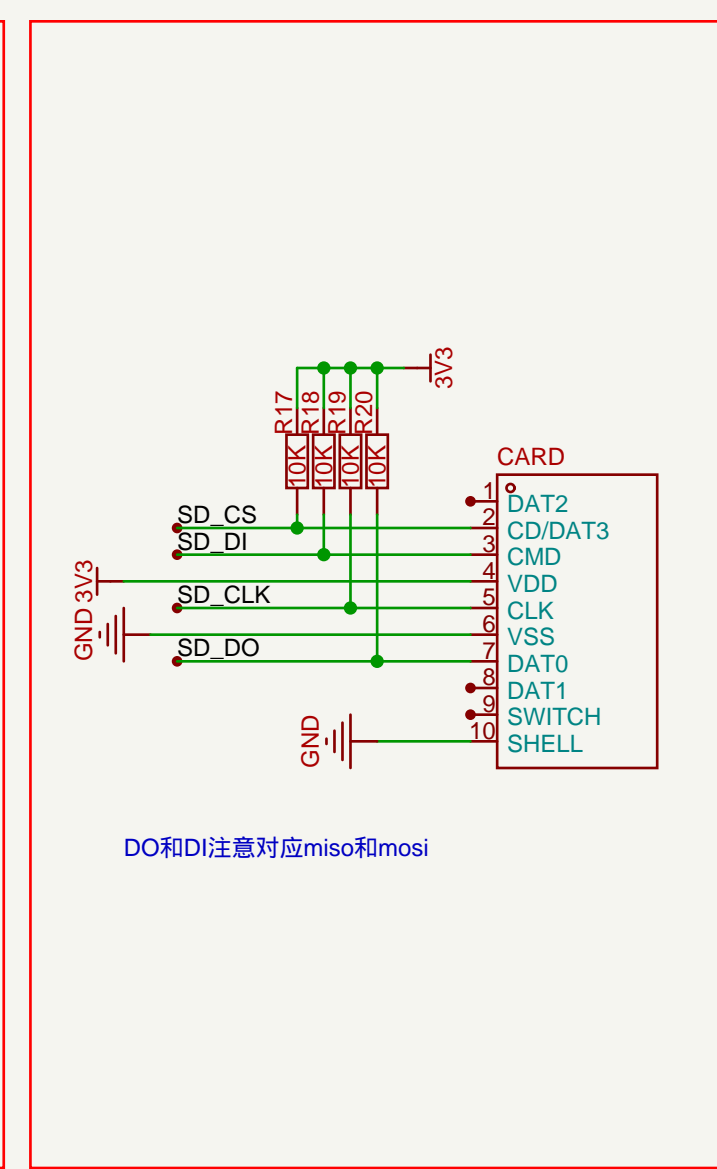 3V3
R17
R18
R19
R20
10K
10K
10K
10K
CARD
SD_CS
SD_DI
3V3
SD_CLK
GND
SD_DO
GND
1 DAT2
2 CD/DAT3
3 CMD
4 VDD
5 CLK
6 VSS
7 DAT0
8 DAT1
9 SWITCH
10 SHELL
DO和DI注意对应miso和mosi